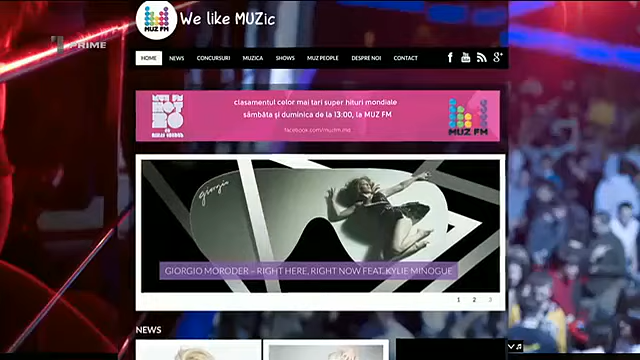 We like MUZic
MUZ FM
PRIME
HOME NEWS CONCURSURI MUZICA SHOWS MUZ PEOPLE DESPRE NOI CONTACT
clasamentul celor mai tari super hituri mondiale
sâmbăta și duminica de la 13:00, la MUZ FM
facebook.com/muzfm.md
MUZ FM
giorgio
GIORGIO MORODER – RIGHT HERE, RIGHT NOW FEAT. KYLIE MINOGUE
1 2 3
NEWS